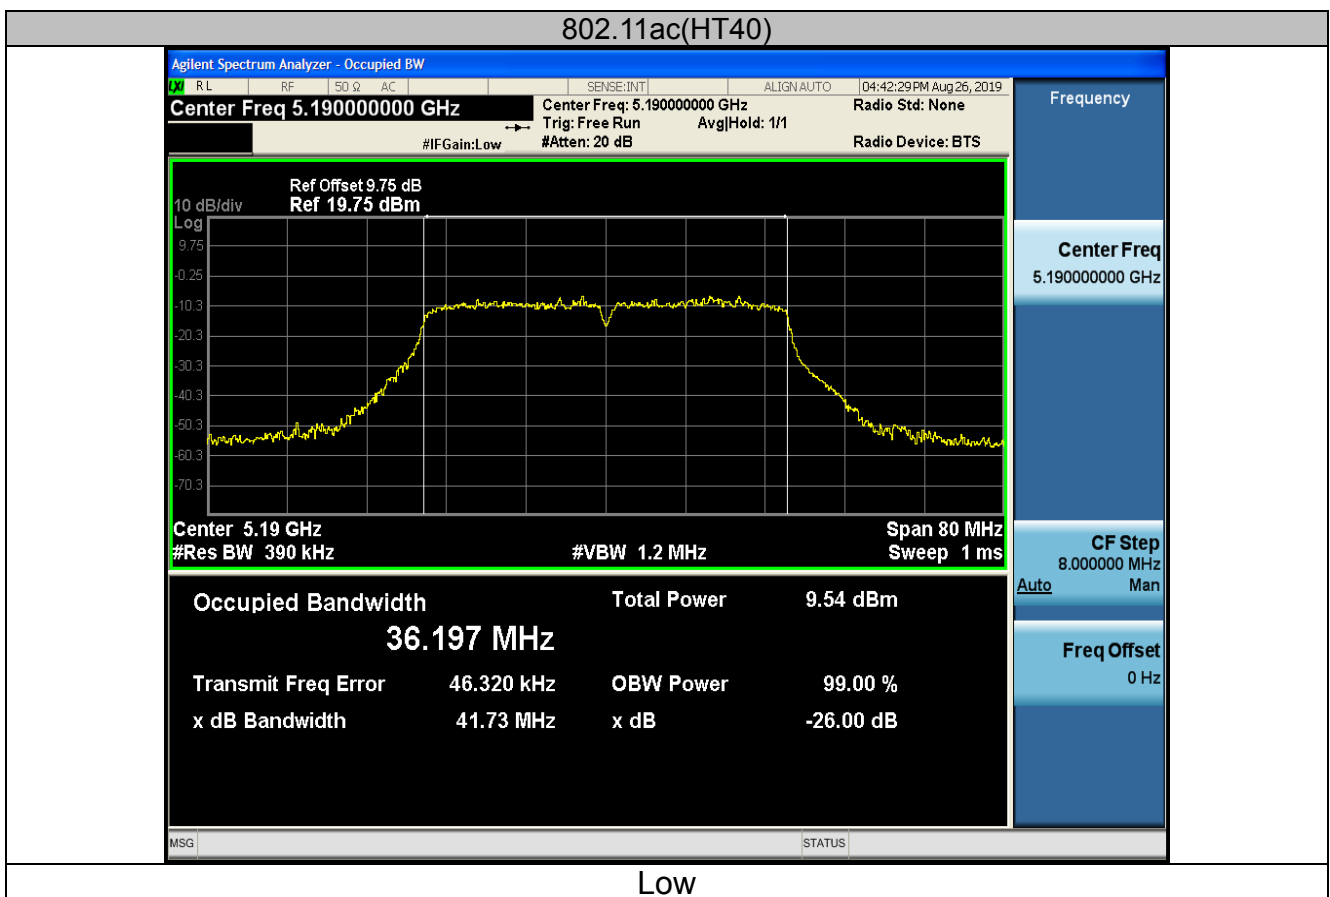 802.11ac(HT40)
Agilent Spectrum Analyzer - Occupied BW
LXI RL RF 50 Ω AC SENSE:INT ALIGN AUTO 04:42:29 PM Aug 26, 2019
Center Freq 5.190000000 GHz
Center Freq: 5.190000000 GHz
Radio Std: None
Trig: Free Run Avg|Hold: 1/1
#IFGain:Low
#Atten: 20 dB
Radio Device: BTS
Frequency
Ref Offset 9.75 dB
10 dB/div Ref 19.75 dBm
Log
9.75
-0.25
-10.3
-20.3
-30.3
-40.3
-50.3
-60.3
-70.3
Center 5.19 GHz Span 80 MHz
#Res BW 390 kHz #VBW 1.2 MHz Sweep 1 ms
Center Freq
5.190000000 GHz
CF Step
8.000000 MHz
Auto Man
Freq Offset
0 Hz
Occupied Bandwidth Total Power 9.54 dBm
36.197 MHz
Transmit Freq Error 46.320 kHz OBW Power 99.00 %
x dB Bandwidth 41.73 MHz x dB -26.00 dB
MSG STATUS
Low